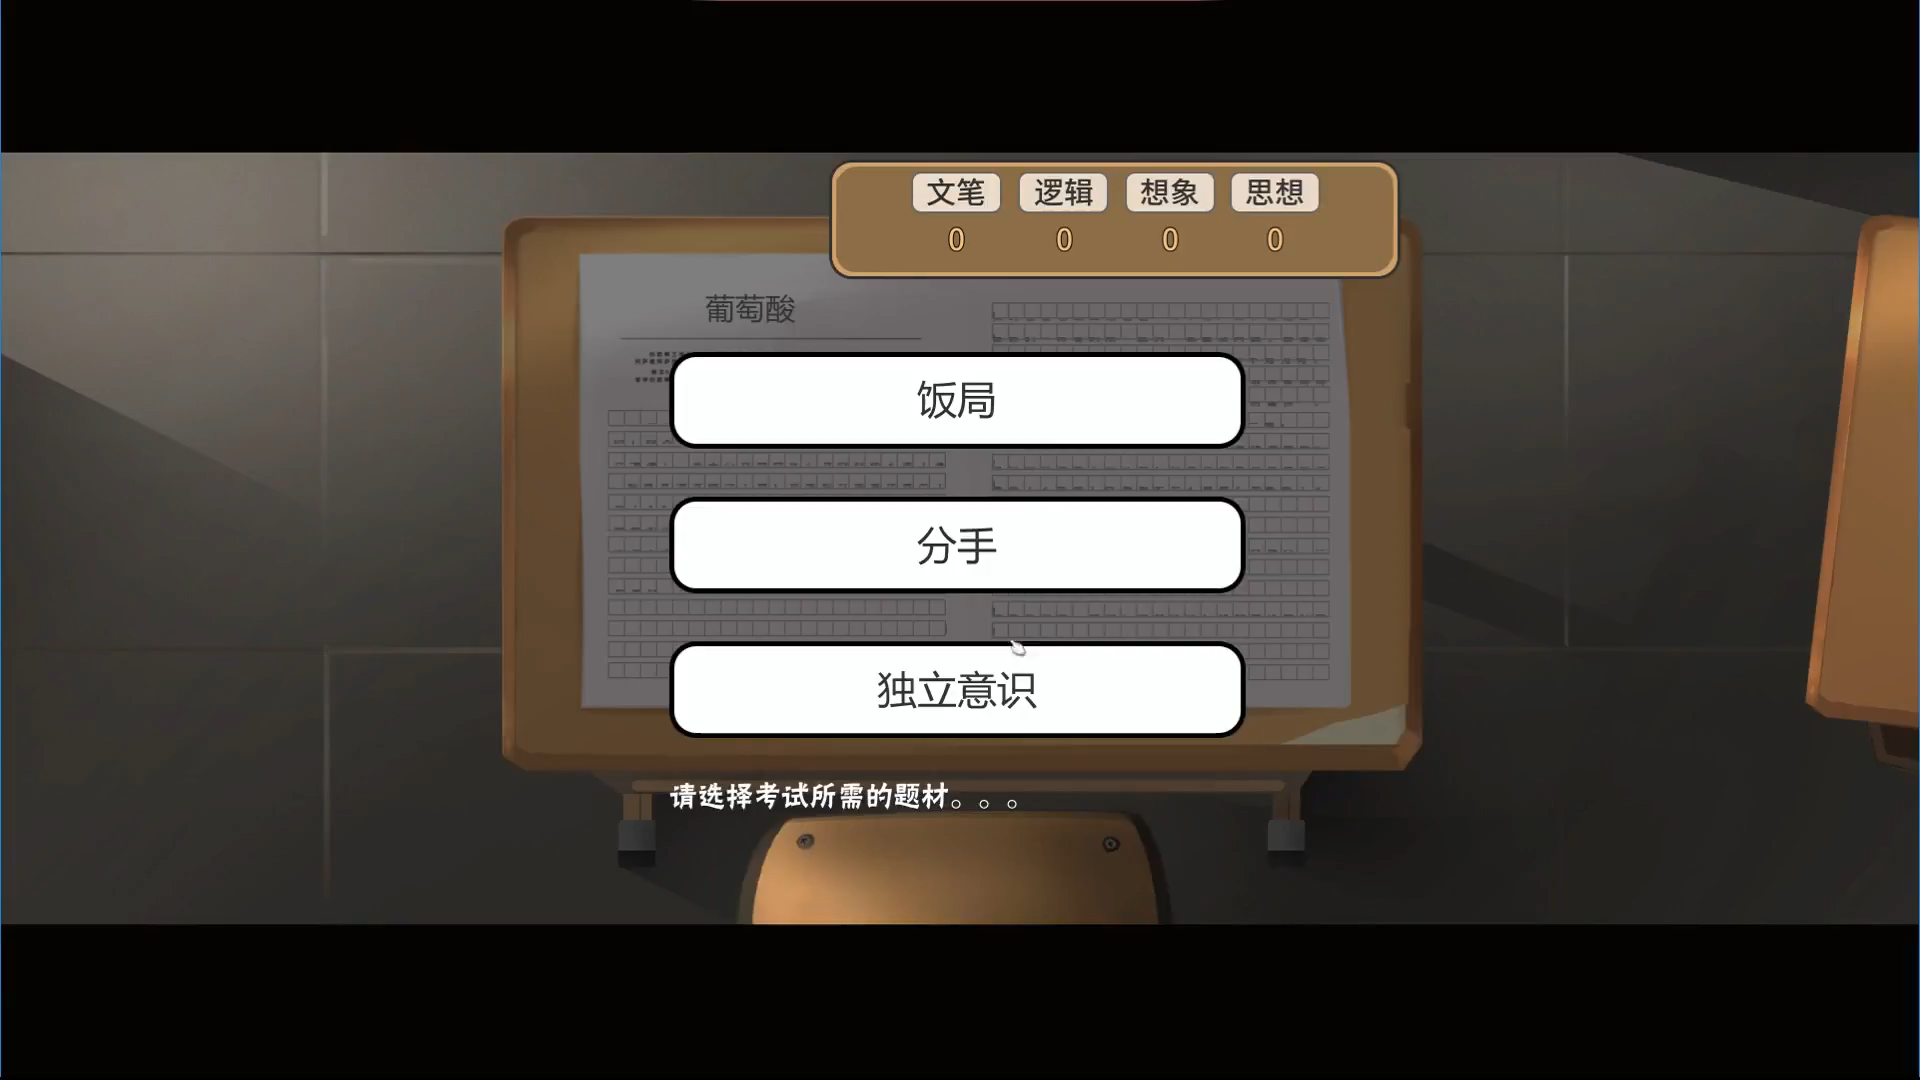 文笔 逻辑 想象 思想
0 0 0 0
葡萄酸
饭局
分手
独立意识
请选择考试所需的题材。。。